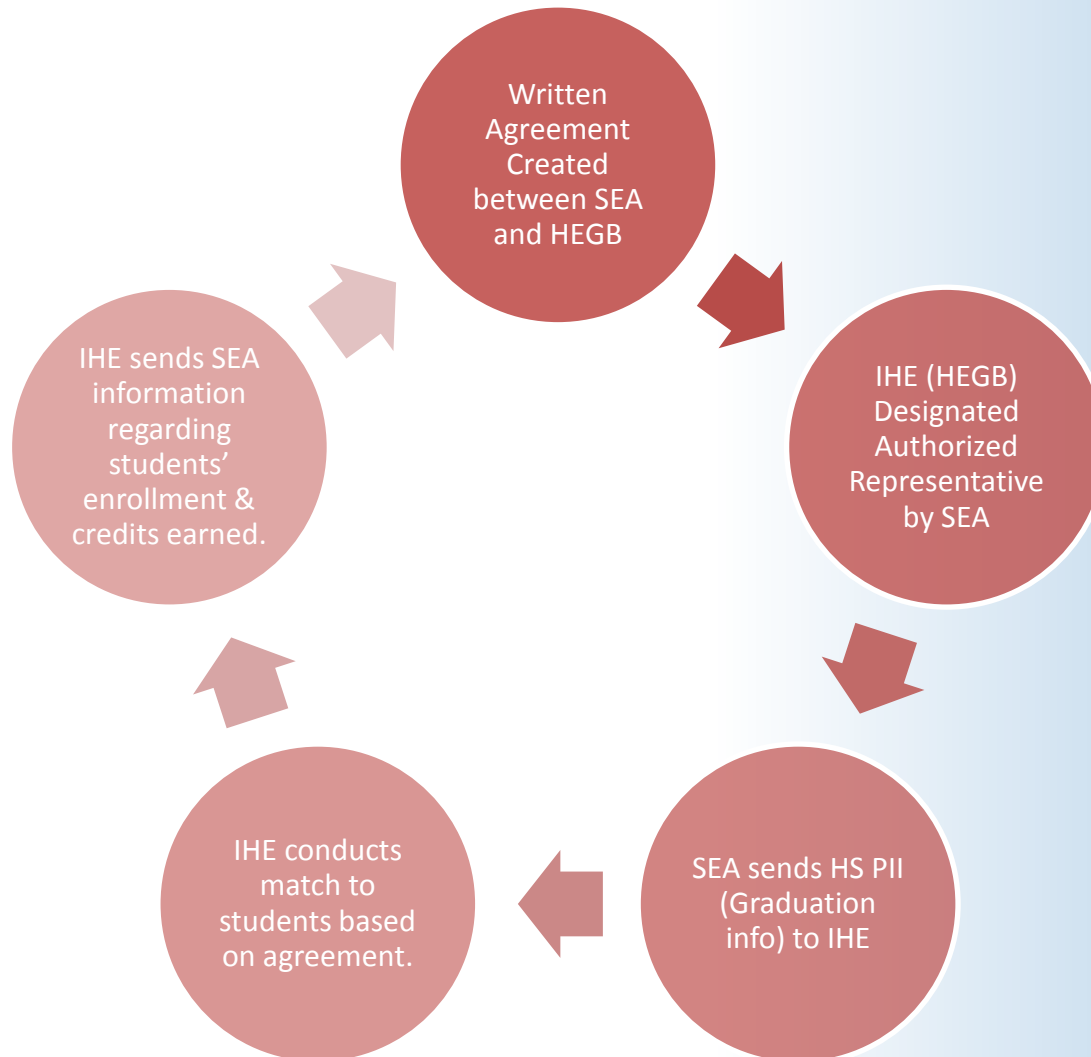 Written
Agreement
Created
between SEA
and HEGB
IHE (HEGB)
Designated
Authorized
Representative
by SEA
SEA sends HS PII
(Graduation
info) to IHE
IHE conducts
match to
students based
on agreement.
IHE sends SEA
information
regarding
students’
enrollment &
credits earned.